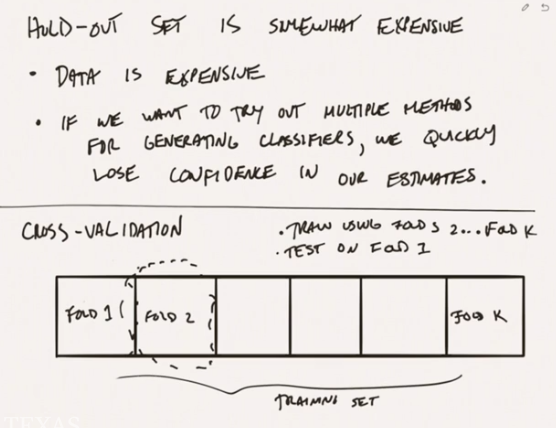 HOLD-OUT SET IS SOMEWHAT EXPENSIVE
• DATA IS EXPENSIVE
• IF WE WANT TO TRY OUT MULTIPLE METHODS
FOR GENERATING CLASSIFIERS, WE QUICKLY
LOSE CONFIDENCE IN OUR ESTIMATES.
CROSS-VALIDATION
• TRAIN USING FOLDS 2...FOLD K
• TEST ON FOLD 1
FOLD 1 FOLD 2 FOLD K
TRAINING SET
TEXAS